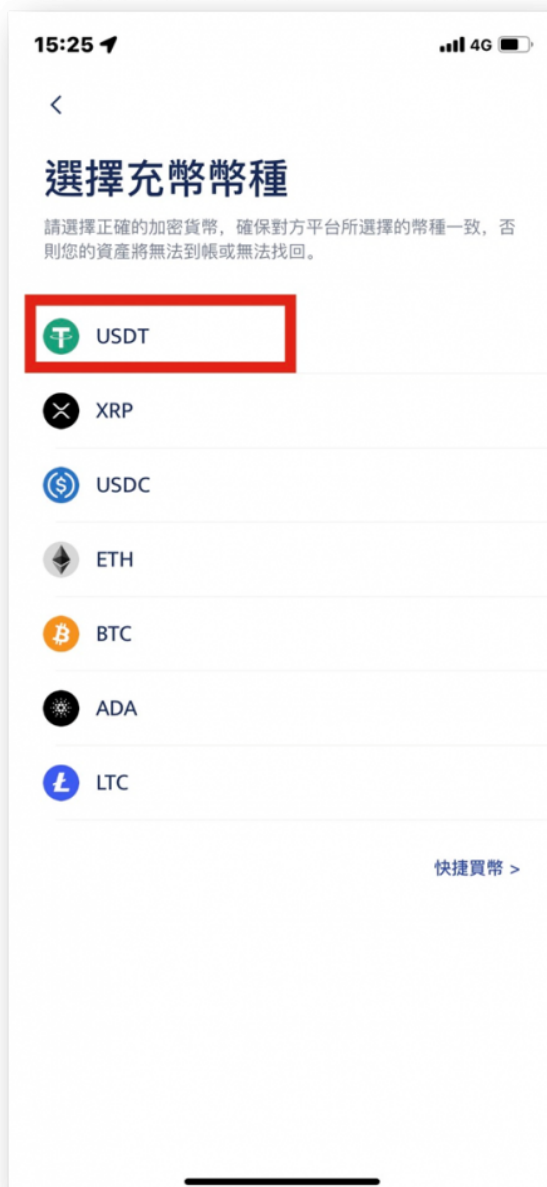 15:25
4G
選擇充幣幣種
請選擇正確的加密貨幣，確保對方平台所選擇的幣種一致，否
則您的資產將無法到帳或無法找回。
USDT
XRP
USDC
ETH
BTC
ADA
LTC
快捷買幣 >